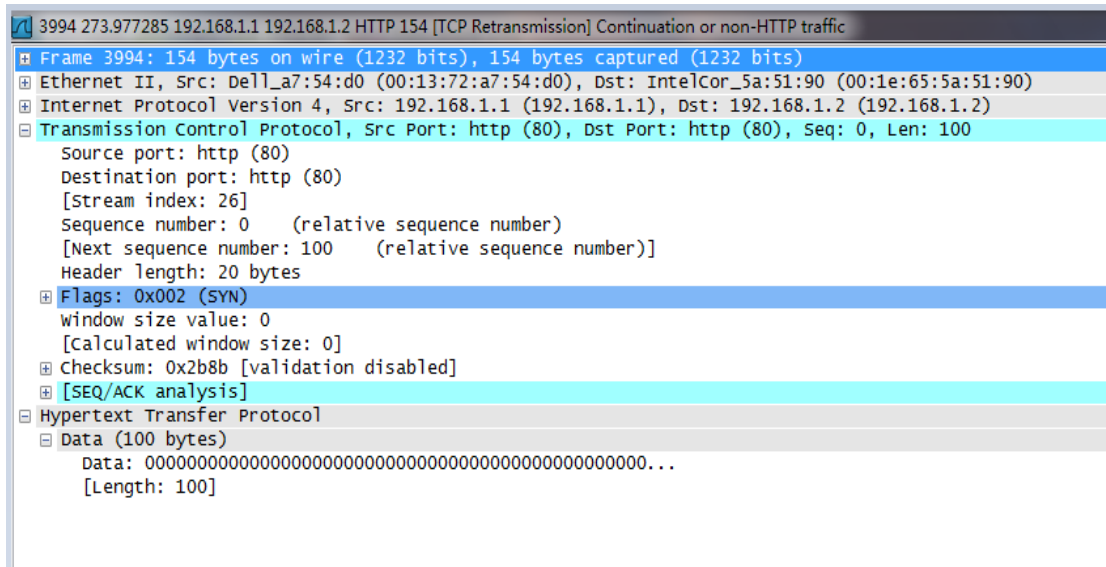 3994 273.977285 192.168.1.1 192.168.1.2 HTTP 154 [TCP Retransmission] Continuation or non-HTTP traffic
Frame 3994: 154 bytes on wire (1232 bits), 154 bytes captured (1232 bits)
Ethernet II, Src: Dell_a7:54:d0 (00:13:72:a7:54:d0), Dst: IntelCor_5a:51:90 (00:1e:65:5a:51:90)
Internet Protocol Version 4, Src: 192.168.1.1 (192.168.1.1), Dst: 192.168.1.2 (192.168.1.2)
Transmission Control Protocol, Src Port: http (80), Dst Port: http (80), Seq: 0, Len: 100
Source port: http (80)
Destination port: http (80)
[Stream index: 26]
Sequence number: 0    (relative sequence number)
[Next sequence number: 100    (relative sequence number)]
Header length: 20 bytes
Flags: 0x002 (SYN)
Window size value: 0
[Calculated window size: 0]
Checksum: 0x2b8b [validation disabled]
[SEQ/ACK analysis]
Hypertext Transfer Protocol
Data (100 bytes)
Data: 000000000000000000000000000000000000000000000000...
[Length: 100]